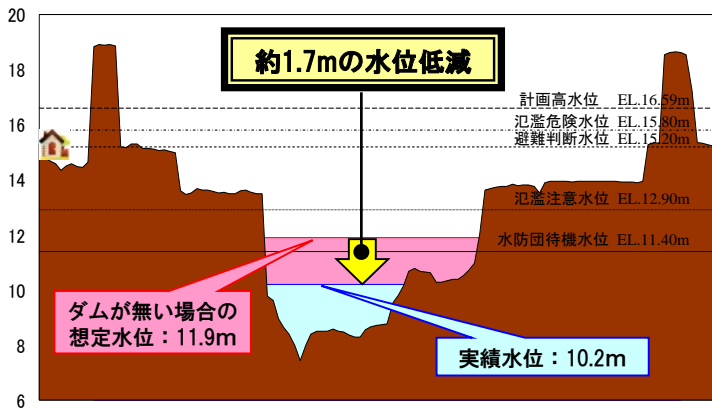 20
18
16
14
12
10
8
6
約1.7mの水位低減
計画高水位 EL.16.59m
氾濫危険水位 EL.15.80m
避難判断水位 EL.15.20m
氾濫注意水位 EL.12.90m
水防団待機水位 EL.11.40m
ダムが無い場合の
想定水位：11.9m
実績水位：10.2m